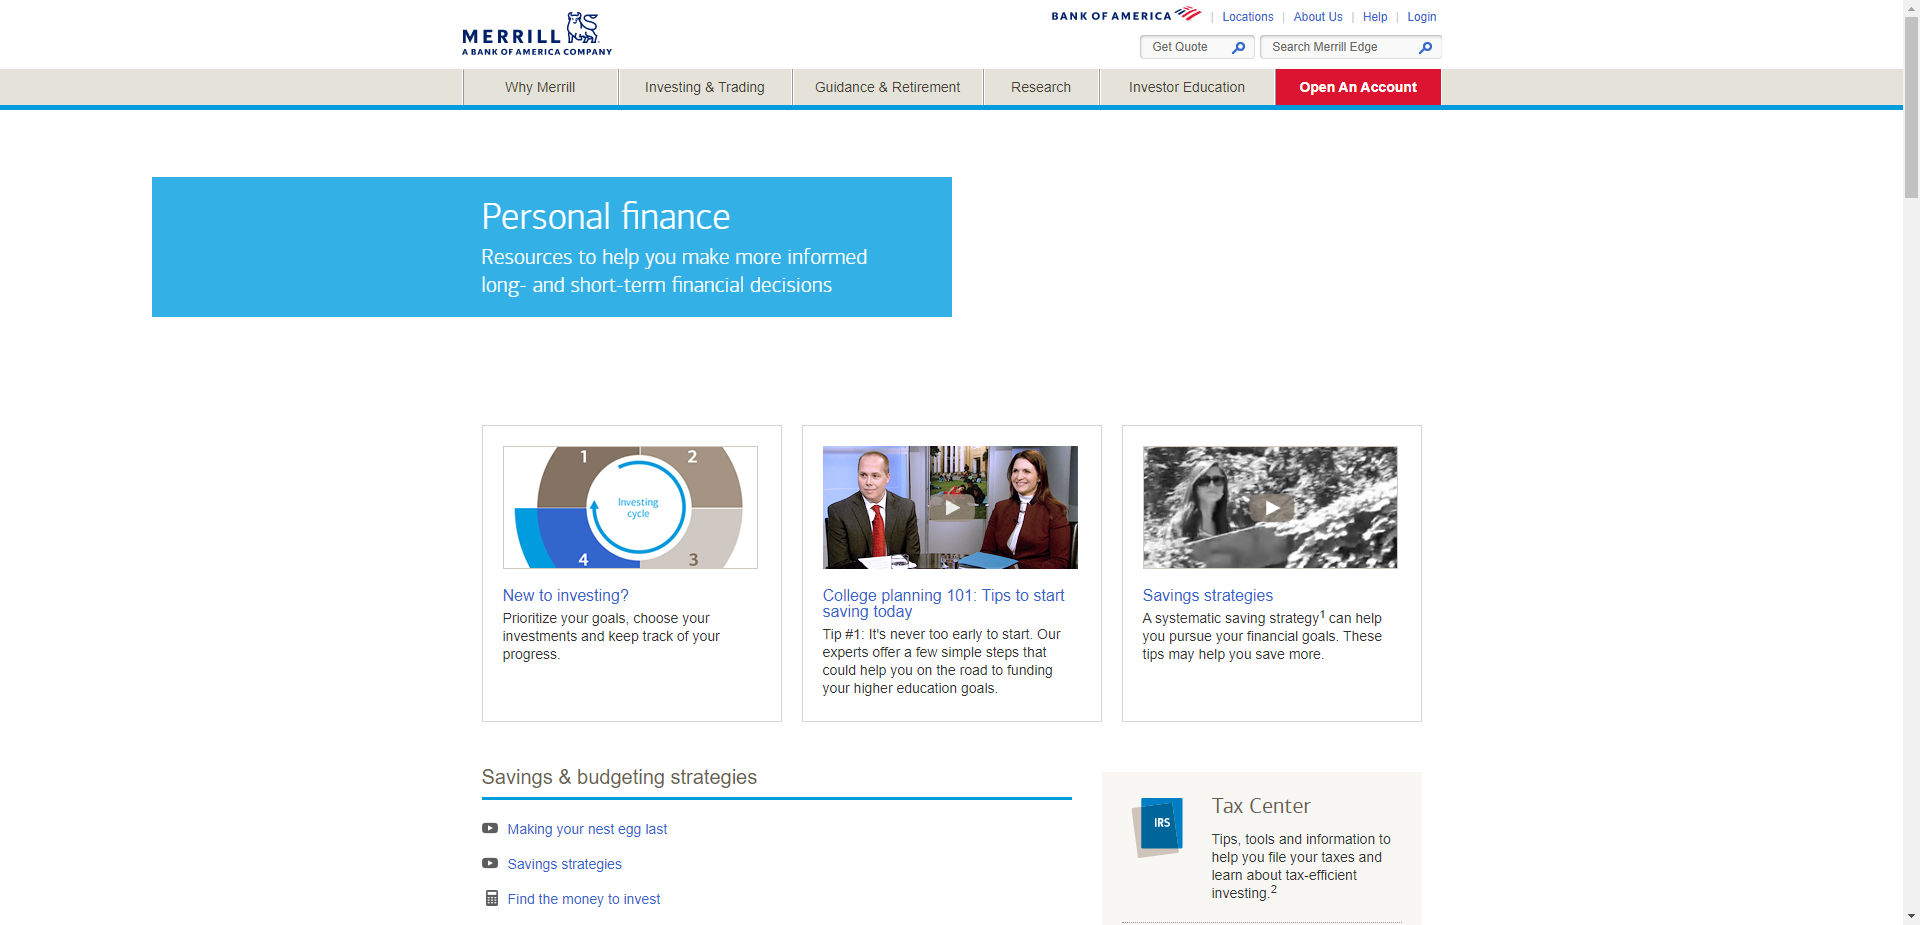 MERRILL
A BANK OF AMERICA COMPANY
BANK OF AMERICA | Locations | About Us | Help | Login
Get Quote
Search Merrill Edge
Why Merrill
Investing & Trading
Guidance & Retirement
Research
Investor Education
Open An Account
Personal finance
Resources to help you make more informed
long- and short-term financial decisions
1
2
Investing
cycle
4
3
New to investing?
Prioritize your goals, choose your
investments and keep track of your
progress.
College planning 101: Tips to start
saving today
Tip #1: It's never too early to start. Our
experts offer a few simple steps that
could help you on the road to funding
your higher education goals.
Savings strategies
A systematic saving strategy1 can help
you pursue your financial goals. These
tips may help you save more.
Savings & budgeting strategies
Making your nest egg last
Savings strategies
Find the money to invest
IRS
Tax Center
Tips, tools and information to
help you file your taxes and
learn about tax-efficient
investing.2